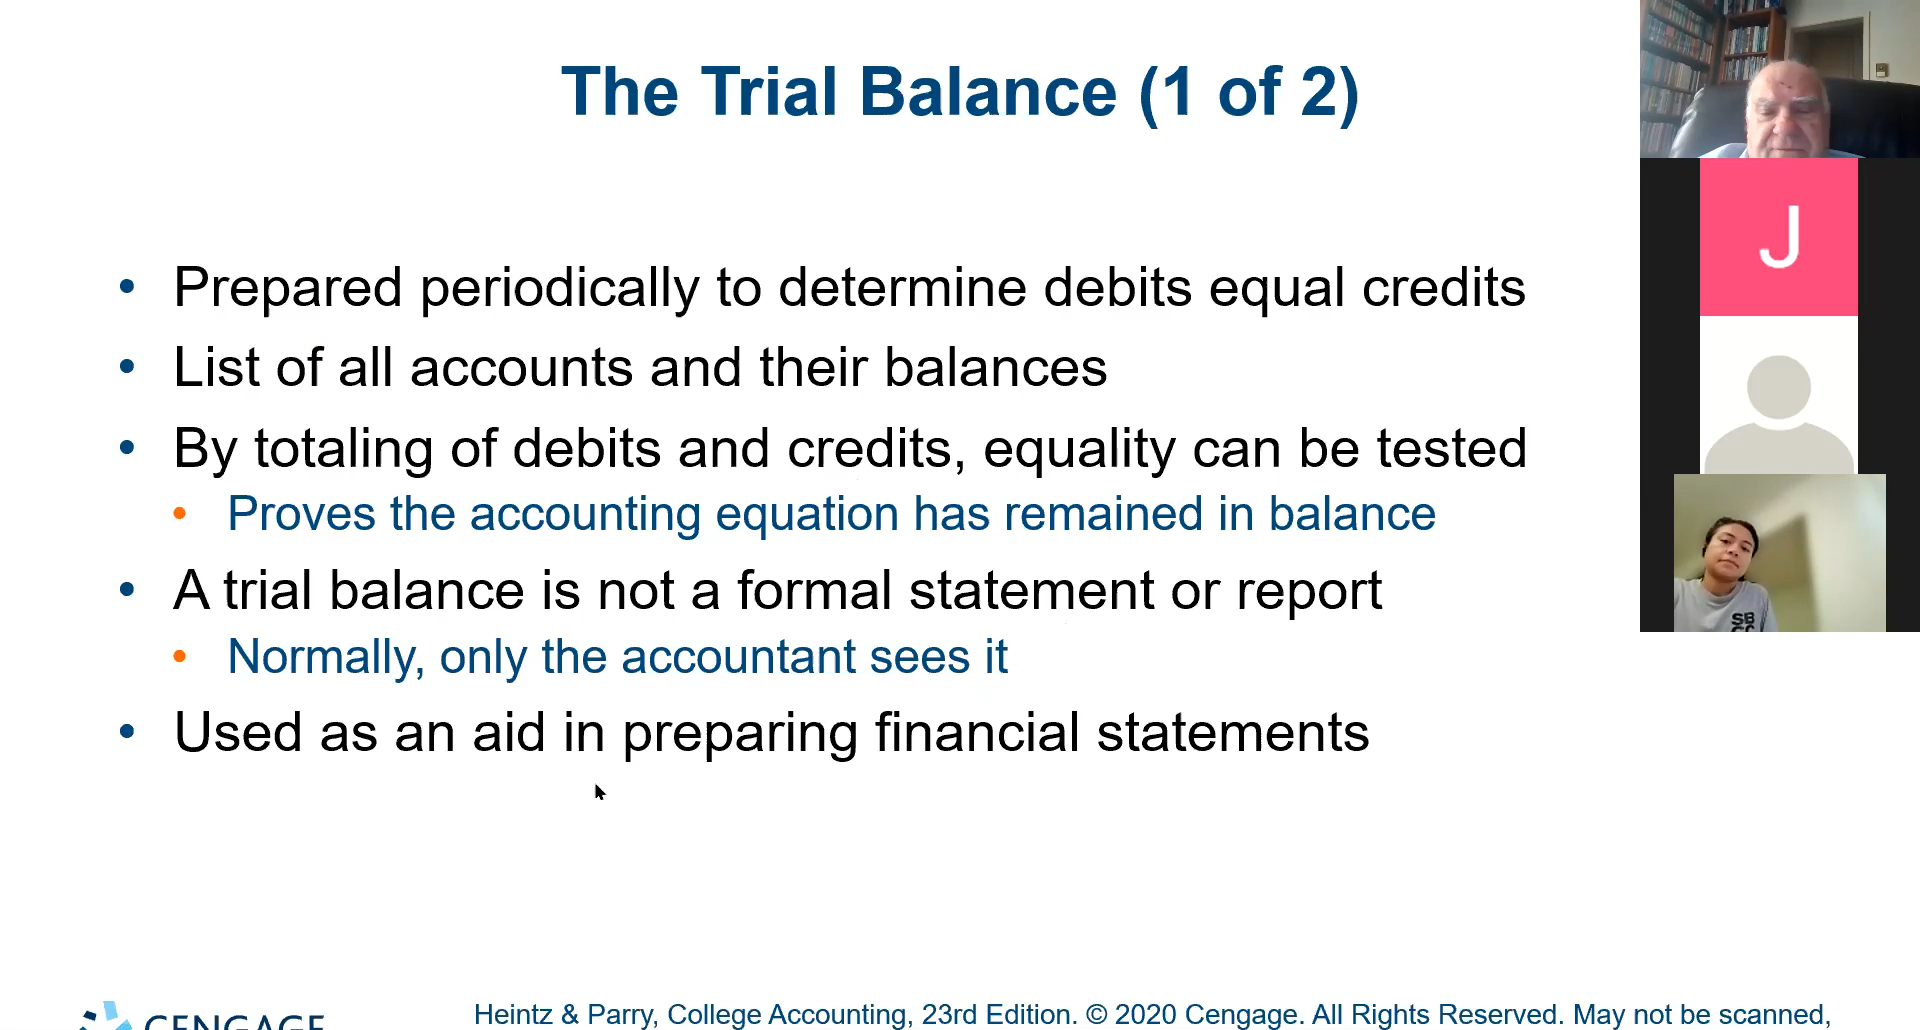 The Trial Balance (1 of 2)
• Prepared periodically to determine debits equal credits
• List of all accounts and their balances
• By totaling of debits and credits, equality can be tested
• Proves the accounting equation has remained in balance
• A trial balance is not a formal statement or report
• Normally, only the accountant sees it
• Used as an aid in preparing financial statements
J
SB
CENGAGE
Heintz & Parry, College Accounting, 23rd Edition. © 2020 Cengage. All Rights Reserved. May not be scanned,